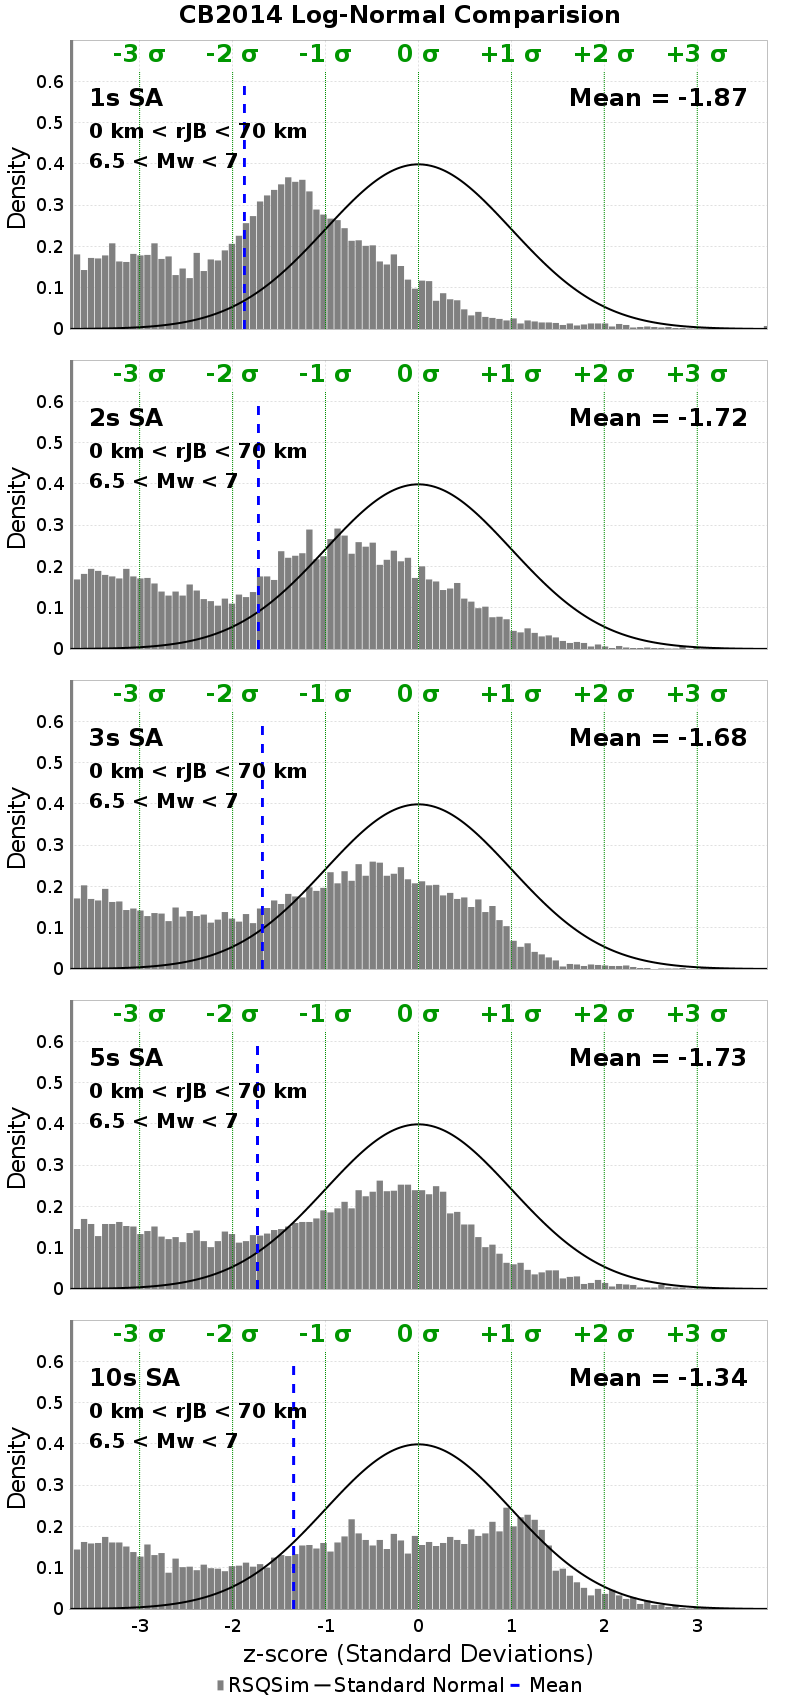 CB2014 Log-Normal Comparision
-3 σ -2 σ -1 σ 0 σ +1 σ +2 σ +3 σ
1s SA Mean = -1.87
0 km < rJB < 70 km
6.5 < Mw < 7
0.6
0.5
0.4
0.3
0.2
0.1
0
Density
-3 σ -2 σ -1 σ 0 σ +1 σ +2 σ +3 σ
2s SA Mean = -1.72
0 km < rJB < 70 km
6.5 < Mw < 7
0.6
0.5
0.4
0.3
0.2
0.1
0
Density
-3 σ -2 σ -1 σ 0 σ +1 σ +2 σ +3 σ
3s SA Mean = -1.68
0 km < rJB < 70 km
6.5 < Mw < 7
0.6
0.5
0.4
0.3
0.2
0.1
0
Density
-3 σ -2 σ -1 σ 0 σ +1 σ +2 σ +3 σ
5s SA Mean = -1.73
0 km < rJB < 70 km
6.5 < Mw < 7
0.6
0.5
0.4
0.3
0.2
0.1
0
Density
-3 σ -2 σ -1 σ 0 σ +1 σ +2 σ +3 σ
10s SA Mean = -1.34
0 km < rJB < 70 km
6.5 < Mw < 7
0.6
0.5
0.4
0.3
0.2
0.1
0
Density
-3 -2 -1 0 1 2 3
z-score (Standard Deviations)
RSQSim Standard Normal Mean